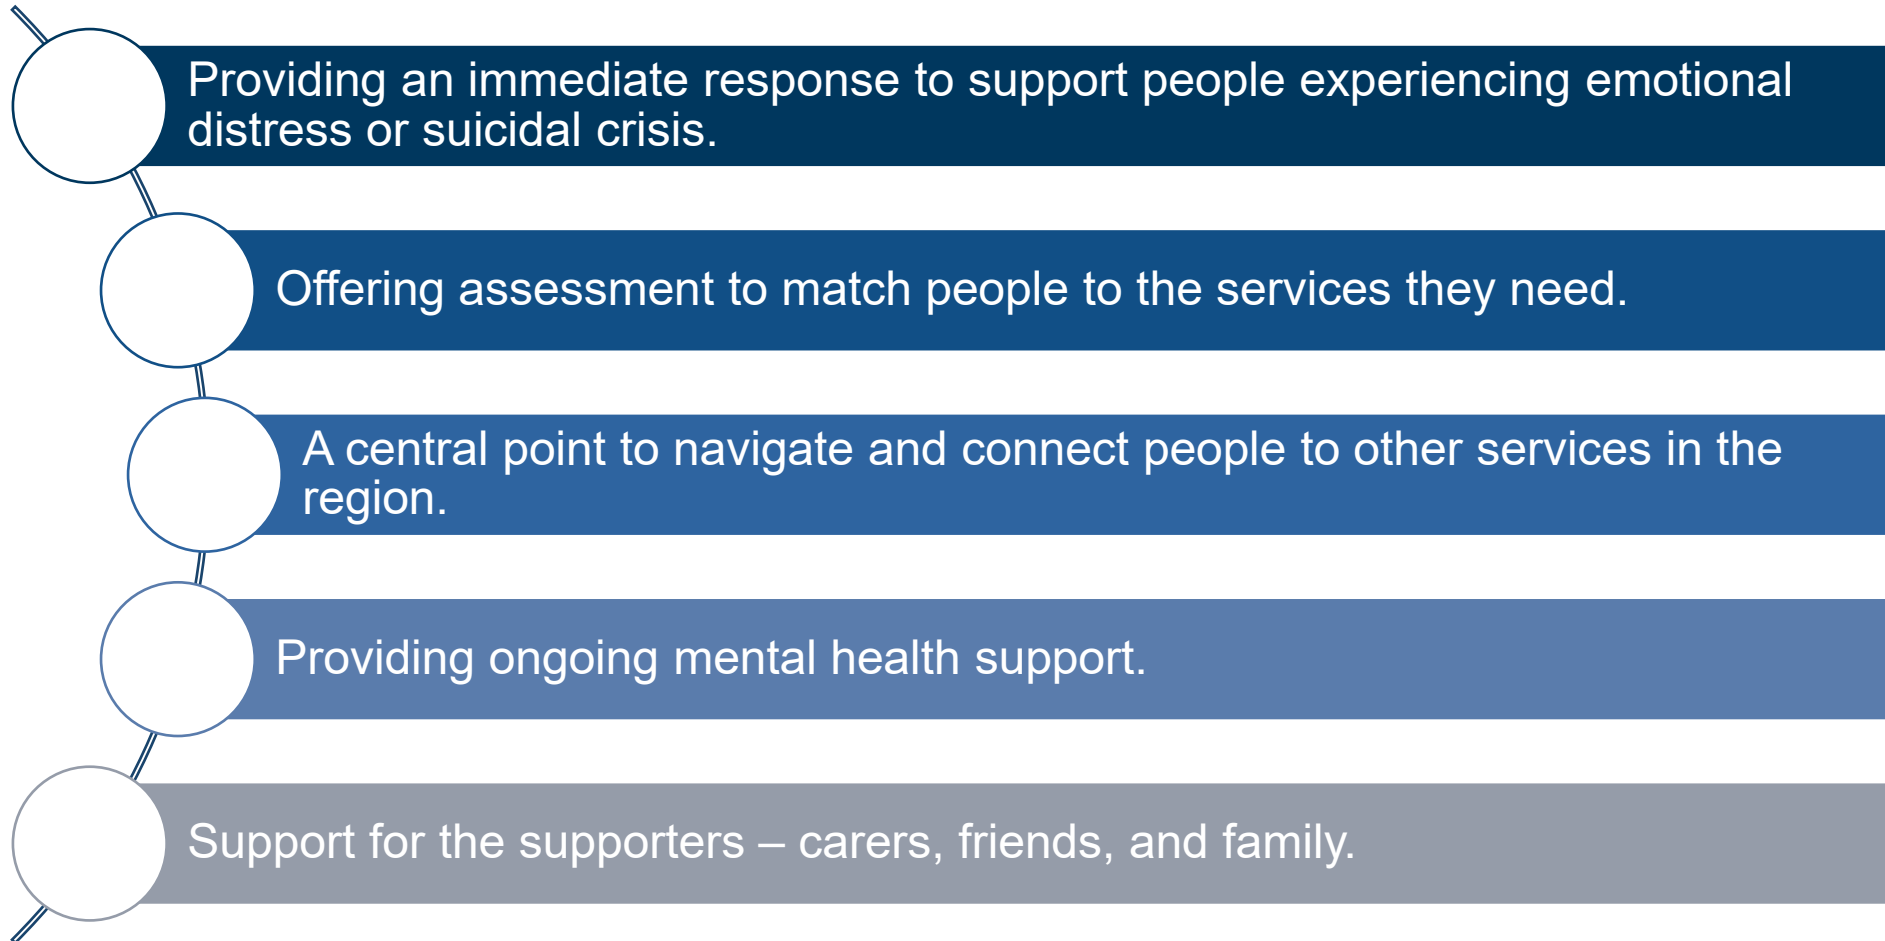 Providing an immediate response to support people experiencing emotional
distress or suicidal crisis.
Offering assessment to match people to the services they need.
A central point to navigate and connect people to other services in the
region.
Providing ongoing mental health support.
Support for the supporters – carers, friends, and family.